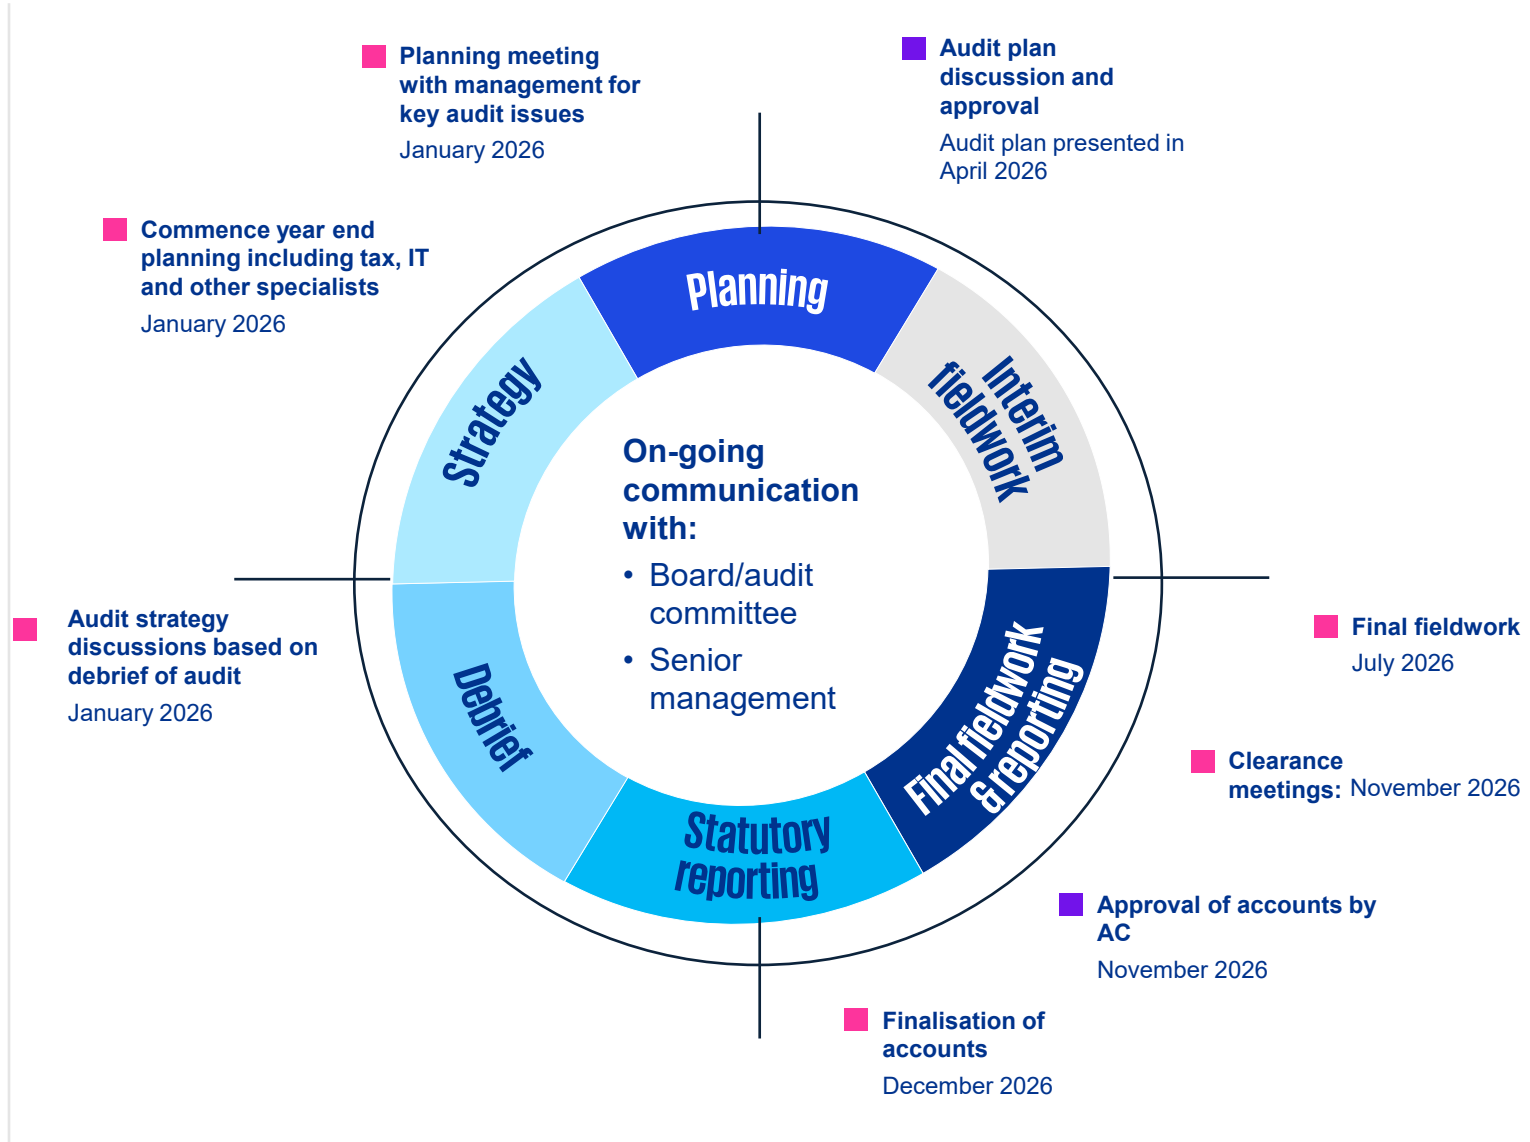 Planning meeting
with management for
key audit issues
January 2026
Audit plan
discussion and
approval
Audit plan presented in
April 2026
Commence year end
planning including tax, IT
and other specialists
January 2026
Planning
Strategy
Interim
fieldwork
On-going
communication
with:
• Board/audit
committee
• Senior
management
Audit strategy
discussions based on
debrief of audit
January 2026
Debrief
Final fieldwork
& reporting
Final fieldwork
July 2026
Clearance
meetings: November 2026
Statutory
reporting
Approval of accounts by
AC
November 2026
Finalisation of
accounts
December 2026